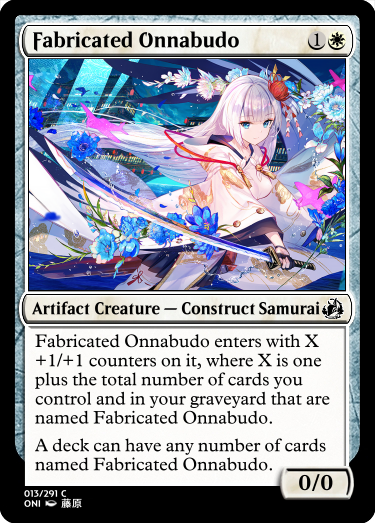 Fabricated Onnabudo 1
Artifact Creature — Construct Samurai
Fabricated Onnabudo enters with X
+1/+1 counters on it, where X is one
plus the total number of cards you
control and in your graveyard that are
named Fabricated Onnabudo.
A deck can have any number of cards
named Fabricated Onnabudo.
0/0
013/291 C
ONI 藤原